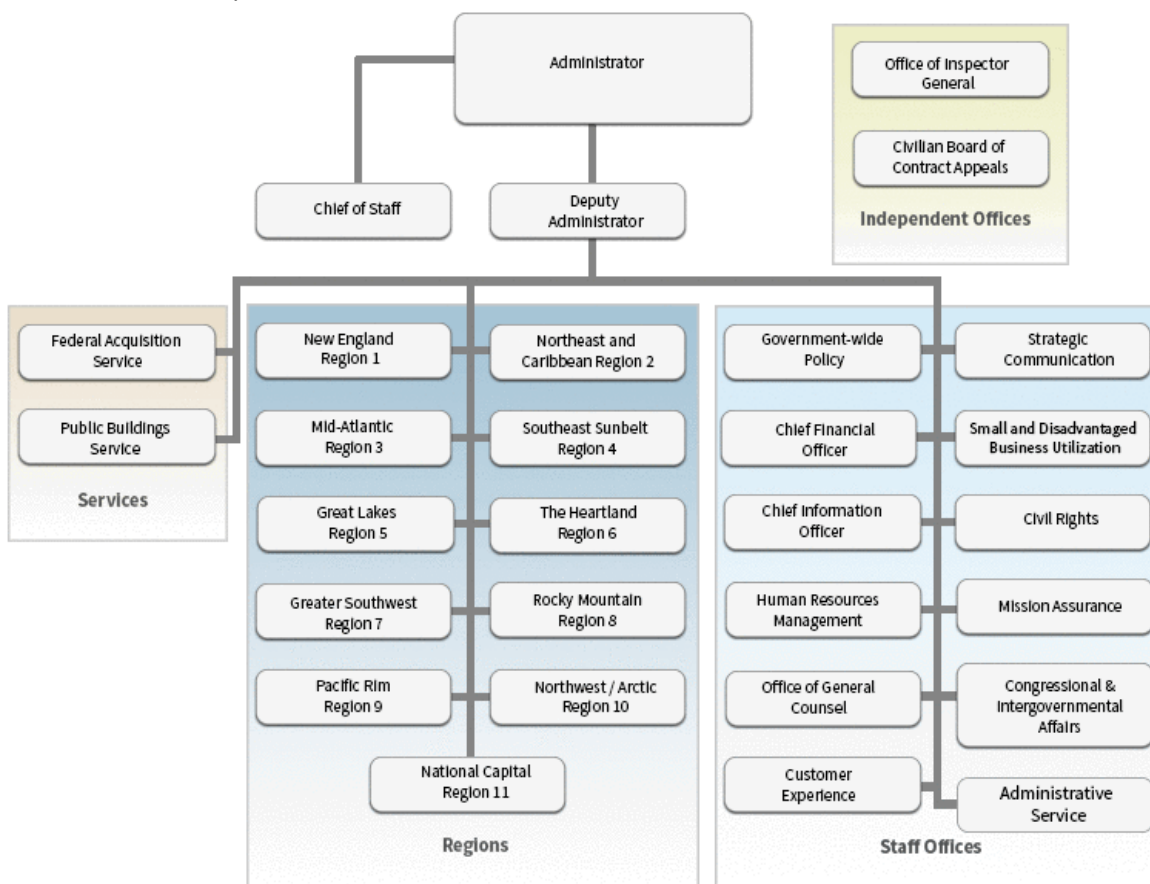 Administrator
Office of Inspector
General
Civilian Board of
Contract Appeals
Independent Offices
Chief of Staff
Deputy
Administrator
Federal Acquisition
Service
Public Buildings
Service
Services
New England
Region 1
Northeast and
Caribbean Region 2
Mid-Atlantic
Region 3
Southeast Sunbelt
Region 4
Great Lakes
Region 5
The Heartland
Region 6
Greater Southwest
Region 7
Rocky Mountain
Region 8
Pacific Rim
Region 9
Northwest / Arctic
Region 10
National Capital
Region 11
Regions
Government-wide
Policy
Strategic
Communication
Chief Financial
Officer
Small and Disadvantaged
Business Utilization
Chief Information
Officer
Civil Rights
Human Resources
Management
Mission Assurance
Office of General
Counsel
Congressional &
Intergovernmental
Affairs
Customer
Experience
Administrative
Service
Staff Offices